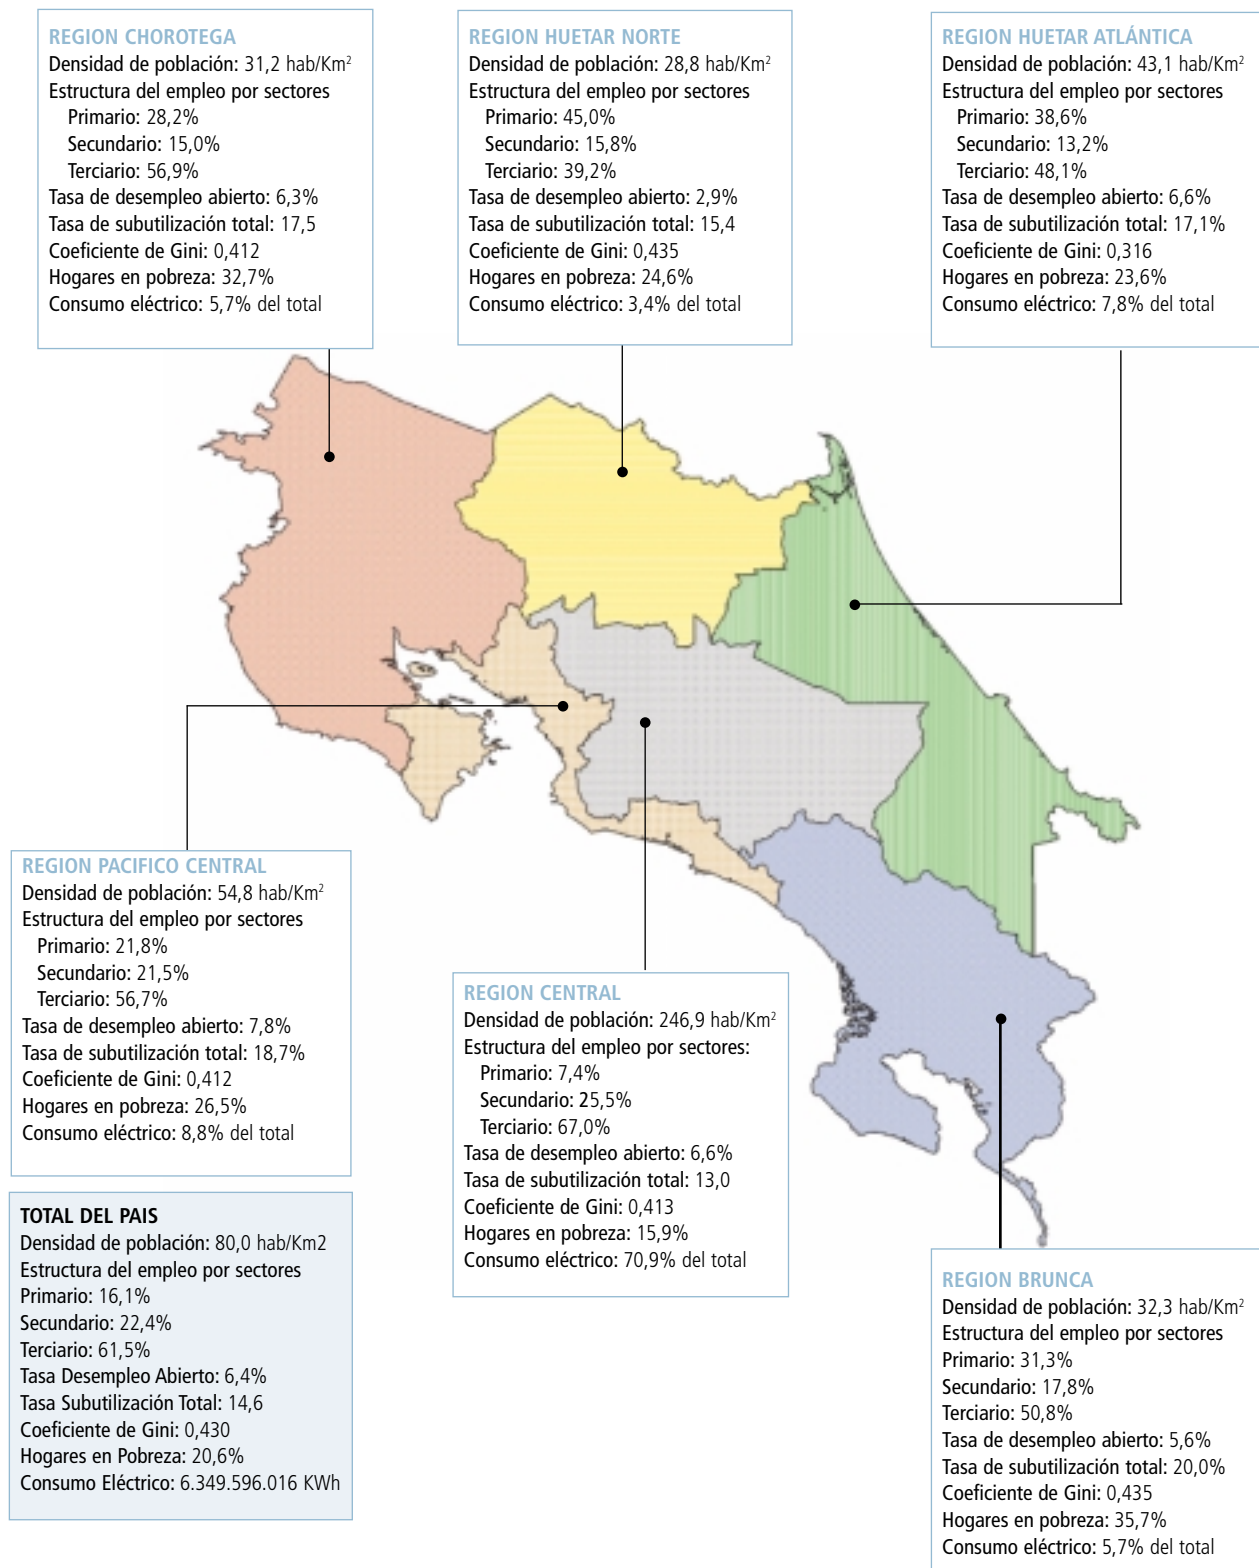 REGION CHOROTEGA
Densidad de población: 31,2 hab/Km²
Estructura del empleo por sectores
Primario: 28,2%
Secundario: 15,0%
Terciario: 56,9%
Tasa de desempleo abierto: 6,3%
Tasa de subutilización total: 17,5
Coeficiente de Gini: 0,412
Hogares en pobreza: 32,7%
Consumo eléctrico: 5,7% del total
REGION HUETAR NORTE
Densidad de población: 28,8 hab/Km²
Estructura del empleo por sectores
Primario: 45,0%
Secundario: 15,8%
Terciario: 39,2%
Tasa de desempleo abierto: 2,9%
Tasa de subutilización total: 15,4
Coeficiente de Gini: 0,435
Hogares en pobreza: 24,6%
Consumo eléctrico: 3,4% del total
REGION HUETAR ATLÁNTICA
Densidad de población: 43,1 hab/Km²
Estructura del empleo por sectores
Primario: 38,6%
Secundario: 13,2%
Terciario: 48,1%
Tasa de desempleo abierto: 6,6%
Tasa de subutilización total: 17,1%
Coeficiente de Gini: 0,316
Hogares en pobreza: 23,6%
Consumo eléctrico: 7,8% del total
REGION PACIFICO CENTRAL
Densidad de población: 54,8 hab/Km²
Estructura del empleo por sectores
Primario: 21,8%
Secundario: 21,5%
Terciario: 56,7%
Tasa de desempleo abierto: 7,8%
Tasa de subutilización total: 18,7%
Coeficiente de Gini: 0,412
Hogares en pobreza: 26,5%
Consumo eléctrico: 8,8% del total
REGION CENTRAL
Densidad de población: 246,9 hab/Km²
Estructura del empleo por sectores:
Primario: 7,4%
Secundario: 25,5%
Terciario: 67,0%
Tasa de desempleo abierto: 6,6%
Tasa de subutilización total: 13,0
Coeficiente de Gini: 0,413
Hogares en pobreza: 15,9%
Consumo eléctrico: 70,9% del total
TOTAL DEL PAIS
Densidad de población: 80,0 hab/Km2
Estructura del empleo por sectores
Primario: 16,1%
Secundario: 22,4%
Terciario: 61,5%
Tasa Desempleo Abierto: 6,4%
Tasa Subutilización Total: 14,6
Coeficiente de Gini: 0,430
Hogares en Pobreza: 20,6%
Consumo Eléctrico: 6.349.596.016 KWh
REGION BRUNCA
Densidad de población: 32,3 hab/Km²
Estructura del empleo por sectores
Primario: 31,3%
Secundario: 17,8%
Terciario: 50,8%
Tasa de desempleo abierto: 5,6%
Tasa de subutilización total: 20,0%
Coeficiente de Gini: 0,435
Hogares en pobreza: 35,7%
Consumo eléctrico: 5,7% del total